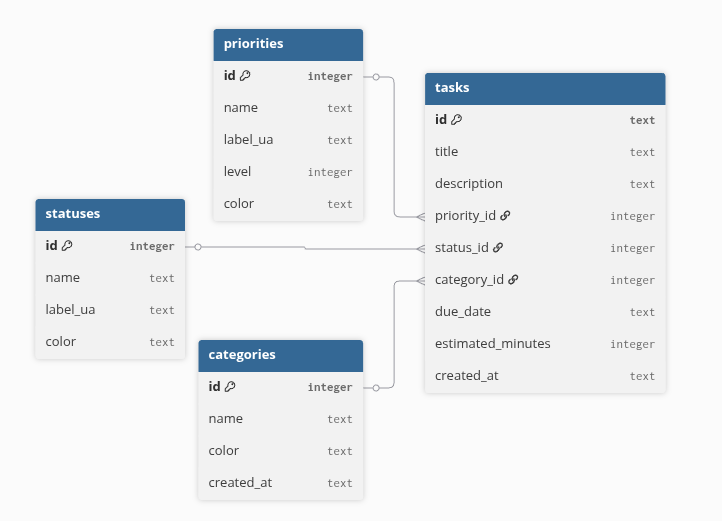 priorities
id integer
name text
label_ua text
level integer
color text
tasks
id text
title text
description text
priority_id integer
status_id integer
category_id integer
due_date text
estimated_minutes integer
created_at text
statuses
id integer
name text
label_ua text
color text
categories
id integer
name text
color text
created_at text